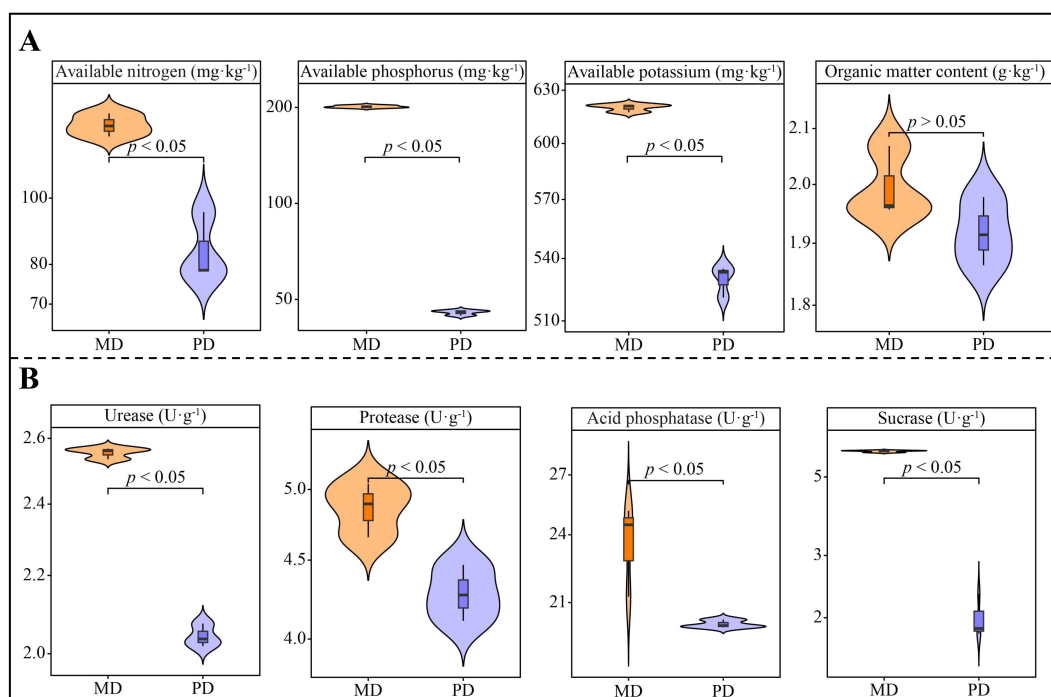 A
Available nitrogen (mg·kg⁻¹)
Available phosphorus (mg·kg⁻¹)
Available potassium (mg·kg⁻¹)
Organic matter content (g·kg⁻¹)
100
80
70
p < 0.05
MD PD
200
100
50
p < 0.05
MD PD
630
600
570
540
510
p < 0.05
MD PD
2.1
2.0
1.9
1.8
p > 0.05
MD PD
B
Urease (U·g⁻¹)
Protease (U·g⁻¹)
Acid phosphatase (U·g⁻¹)
Sucrase (U·g⁻¹)
2.6
2.4
2.2
2.0
p < 0.05
MD PD
5.0
4.5
4.0
p < 0.05
MD PD
27
24
21
p < 0.05
MD PD
5
3
2
p < 0.05
MD PD